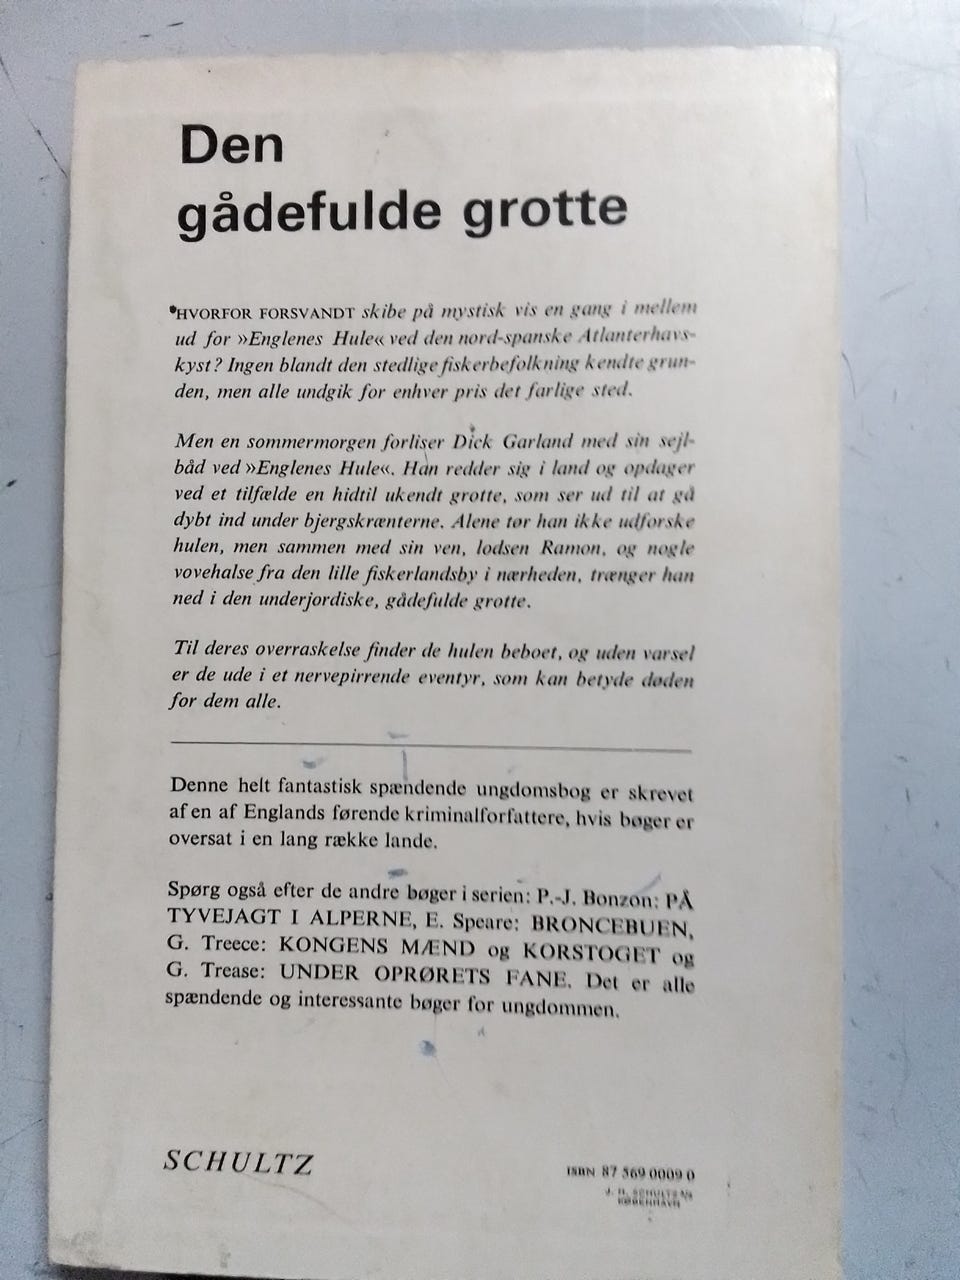 Den
gådefulde grotte
HVORFOR FORSVANDT skibe på mystisk vis en gang i mellem
ud for »Englenes Hule« ved den nord-spanske Atlanterhavs-
kyst? Ingen blandt den stedlige fiskerbefolkning kendte grun-
den, men alle undgik for enhver pris det farlige sted.
Men en sommermorgen forliser Dick Garland med sin sejl-
båd ved »Englenes Hule«. Han redder sig i land og opdager
ved et tilfælde en hidtil ukendt grotte, som ser ud til at gå
dybt ind under bjergskrænterne. Alene tør han ikke udforske
hulen, men sammen med sin ven, lodsen Ramon, og nogle
vovehalse fra den lille fiskerlandsby i nærheden, trænger han
ned i den underjordiske, gådefulde grotte.
Til deres overraskelse finder de hulen beboet, og uden varsel
er de ude i et nervepirrende eventyr, som kan betyde døden
for dem alle.
Denne helt fantastisk spændende ungdomsbog er skrevet
af en af Englands førende kriminalforfattere, hvis bøger er
oversat i en lang række lande.
Spørg også efter de andre bøger i serien: P.-J. Bonzon: PÅ
TYVEJAGT I ALPERNE, E. Speare: BRONCEBUEN,
G. Treece: KONGENS MÆND og KORSTOGET og
G. Trease: UNDER OPRØRETS FANE. Det er alle
spændende og interessante bøger for ungdommen.
SCHULTZ
ISBN 87 569 0009 0
J. H. SCHULTZ A/S
KØBENHAVN